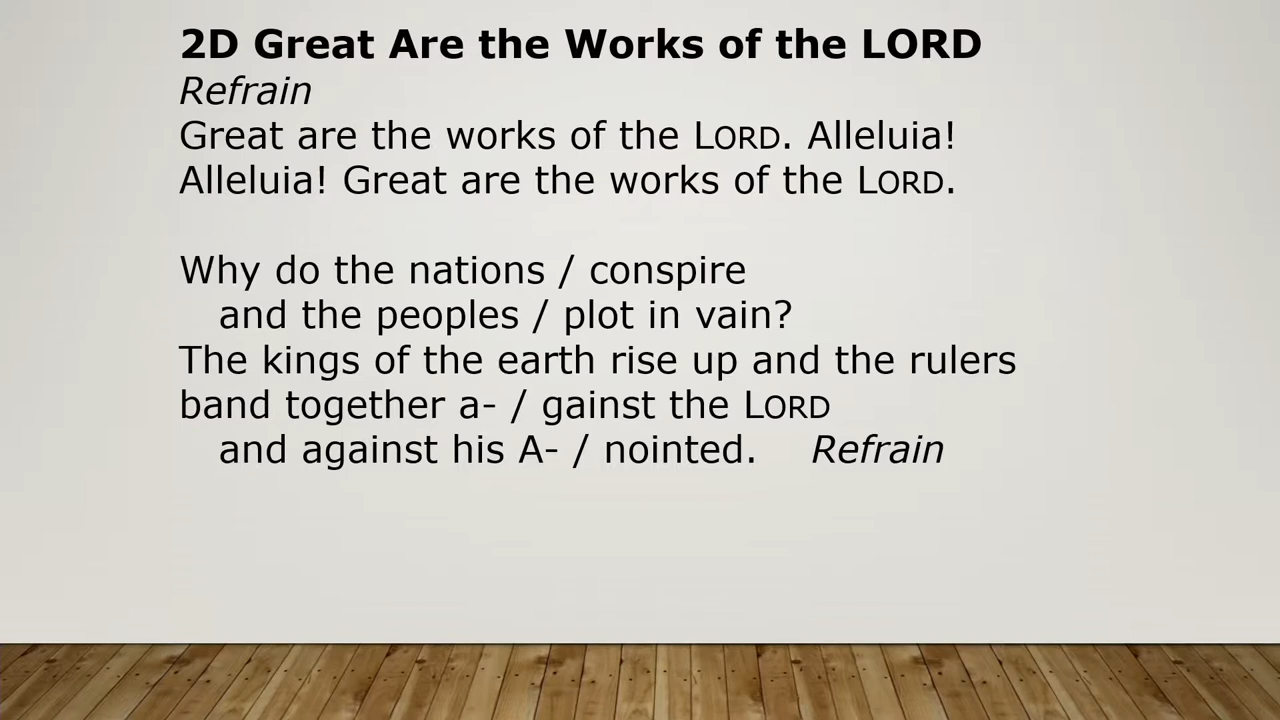 2D Great Are the Works of the LORD
Refrain
Great are the works of the LORD. Alleluia!
Alleluia! Great are the works of the LORD.
Why do the nations / conspire
and the peoples / plot in vain?
The kings of the earth rise up and the rulers
band together a- / gainst the LORD
and against his A- / nointed. Refrain